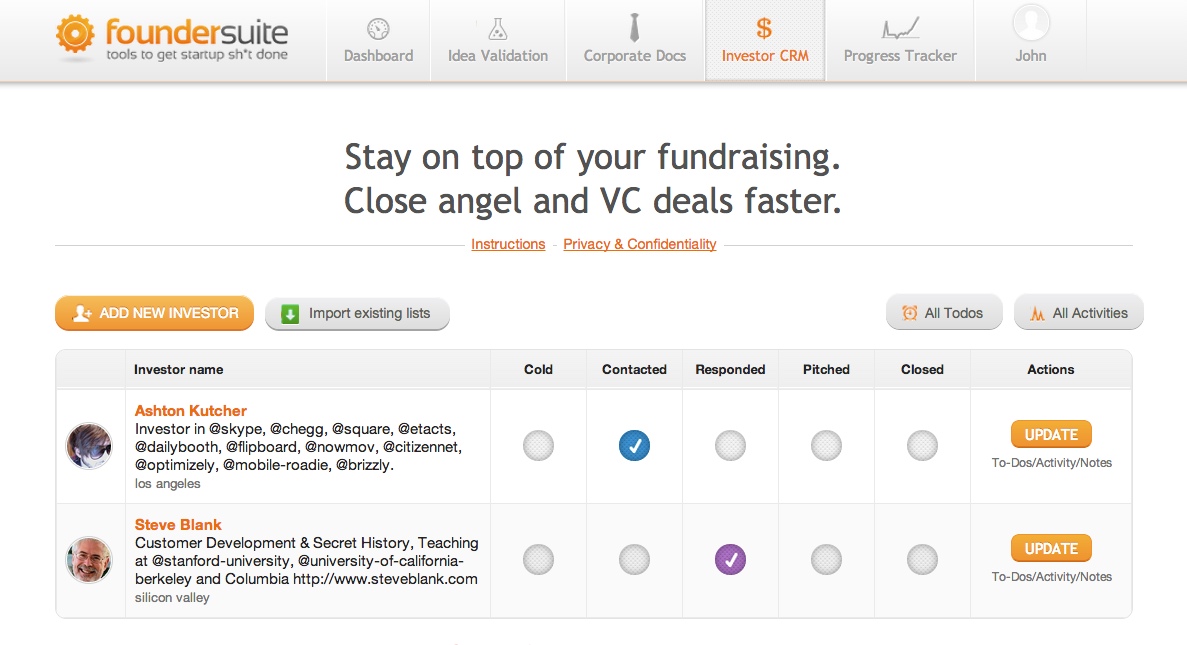 foundersuite
tools to get startup sh*t done
Dashboard
Idea Validation
Corporate Docs
$
Investor CRM
Progress Tracker
John
Stay on top of your fundraising.
Close angel and VC deals faster.
Instructions - Privacy & Confidentiality
ADD NEW INVESTOR
Import existing lists
All Todos
All Activities
Investor name
Cold
Contacted
Responded
Pitched
Closed
Actions
Ashton Kutcher
Investor in @skype, @chegg, @square, @etacts,
@dailybooth, @flipboard, @nowmov, @citizennet,
@optimizely, @mobile-roadie, @brizzly.
los angeles
UPDATE
To-Dos/Activity/Notes
Steve Blank
Customer Development & Secret History, Teaching
at @stanford-university, @university-of-california-
berkeley and Columbia http://www.steveblank.com
silicon valley
UPDATE
To-Dos/Activity/Notes